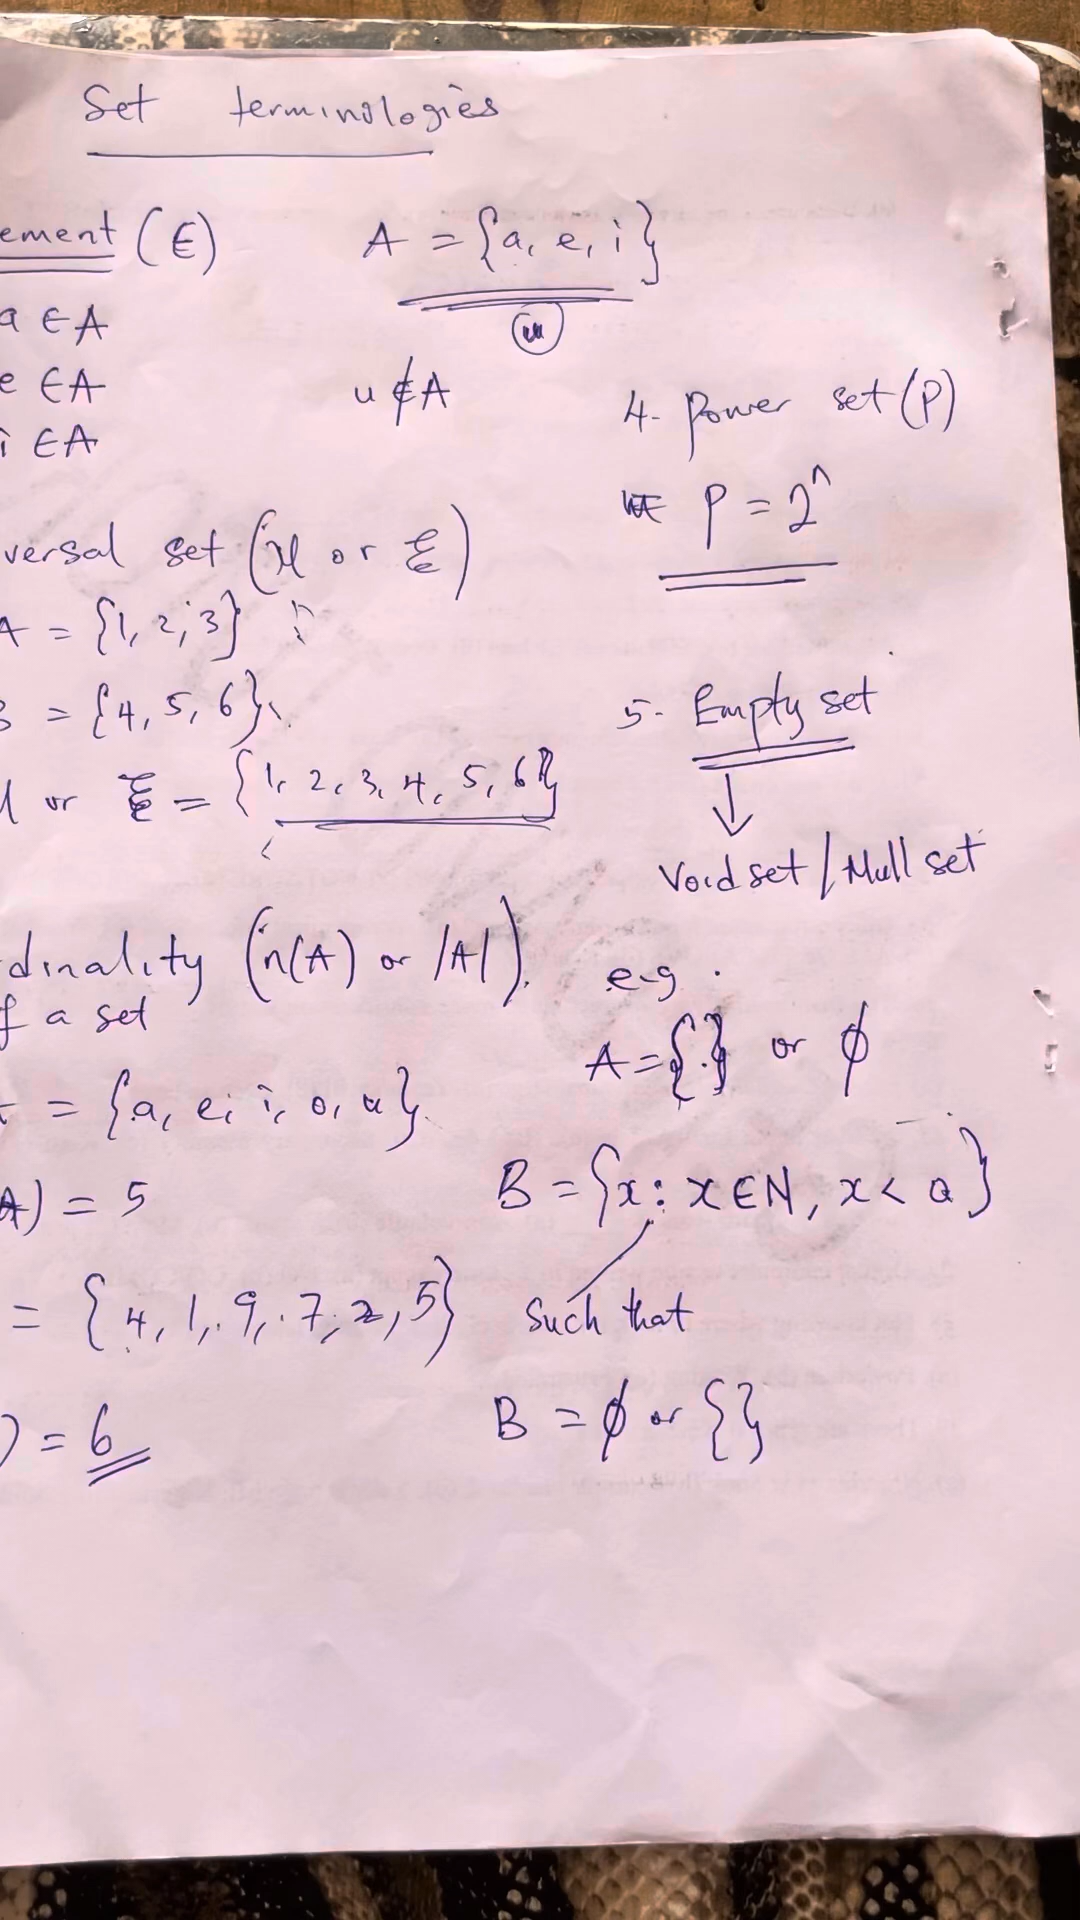 Set terminologies
ement (∈)
A = {a, e, i}
a ∈ A
e ∈ A
i ∈ A
u
u ∉ A
versal set (μ or ξ)
A = {1, 2, 3}
= {4, 5, 6}
or ξ = {1, 2, 3, 4, 5, 6}
dinality (n(A) or |A|).
f a set
= {a, e, i, o, u}.
A) = 5
= {4, 1, 9, 7, 2, 5}
) = 6
4. Power set (P)
P = 2^n
5. Empty set
↓
Void set / Null set
e.g.
A = { } or ϕ
B = {x : x ∈ N, x < 0}
Such that
B = ϕ or { }